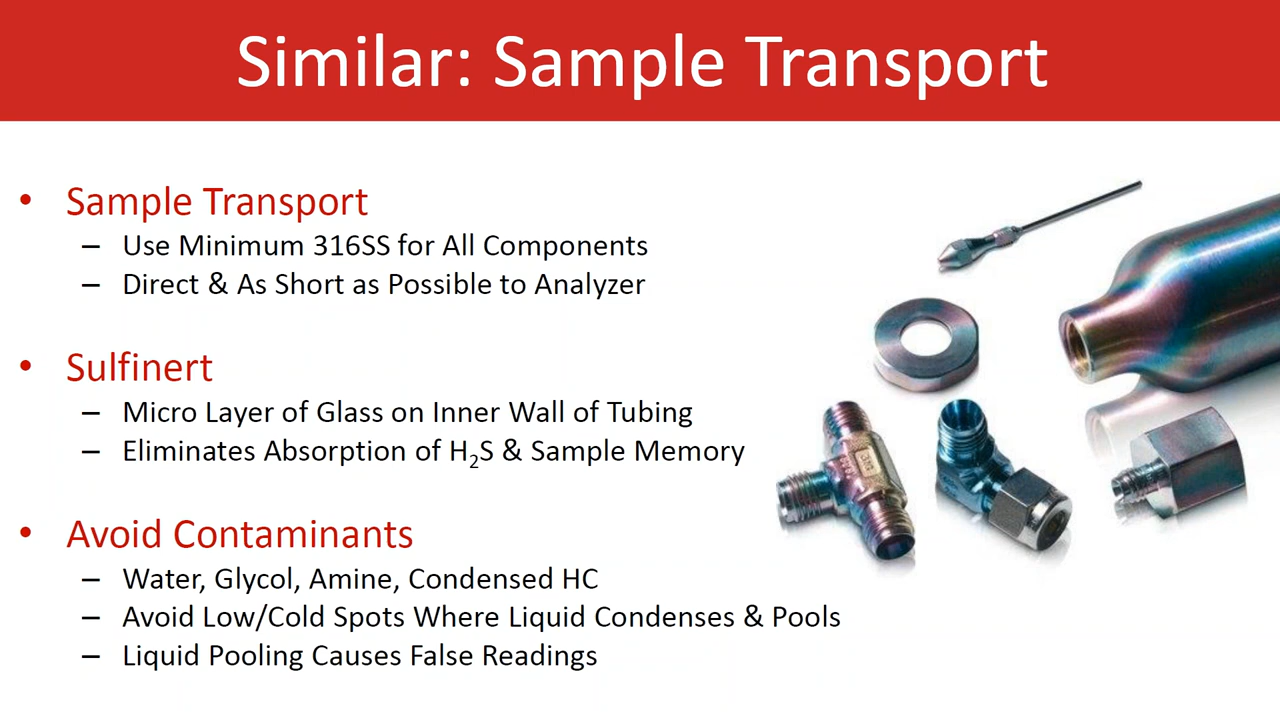 Similar: Sample Transport
• Sample Transport
– Use Minimum 316SS for All Components
– Direct & As Short as Possible to Analyzer
• Sulfinert
– Micro Layer of Glass on Inner Wall of Tubing
– Eliminates Absorption of H₂S & Sample Memory
• Avoid Contaminants
– Water, Glycol, Amine, Condensed HC
– Avoid Low/Cold Spots Where Liquid Condenses & Pools
– Liquid Pooling Causes False Readings